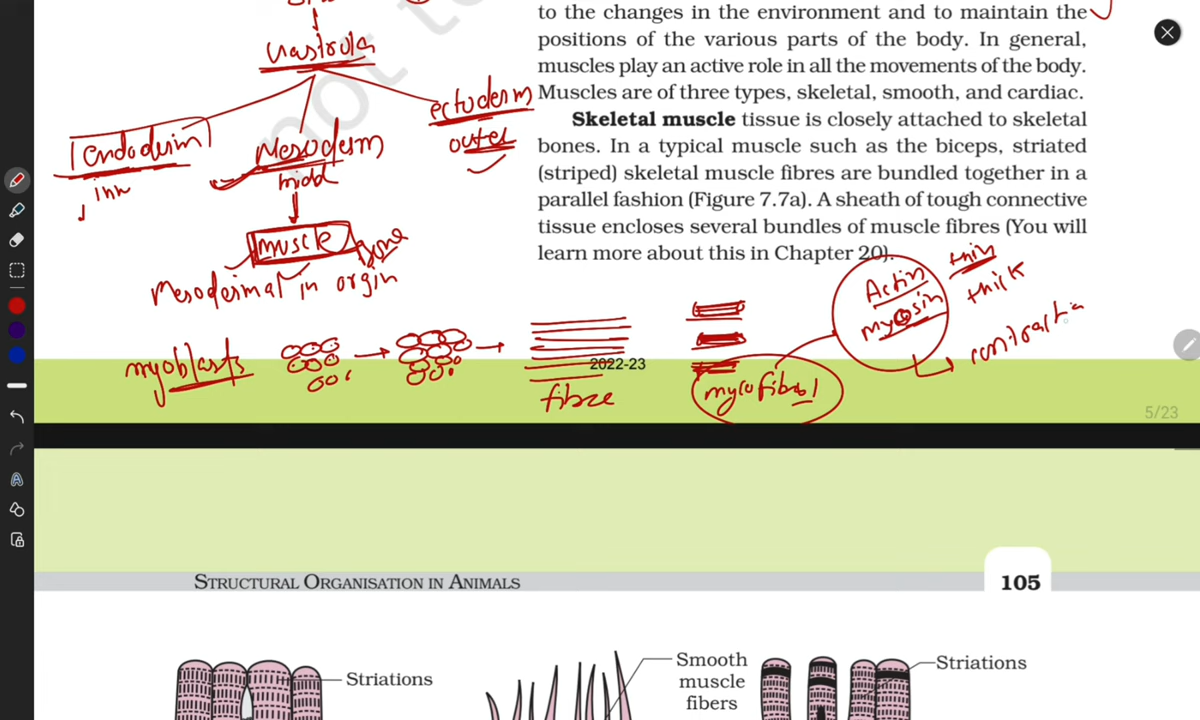 Gastrula
endoderm
inn
Mesoderm
midd
ectoderm
outer
muscle
bone
Mesodermal in orgin
to the changes in the environment and to maintain the
positions of the various parts of the body. In general,
muscles play an active role in all the movements of the body.
Muscles are of three types, skeletal, smooth, and cardiac.
Skeletal muscle tissue is closely attached to skeletal
bones. In a typical muscle such as the biceps, striated
(striped) skeletal muscle fibres are bundled together in a
parallel fashion (Figure 7.7a). A sheath of tough connective
tissue encloses several bundles of muscle fibres (You will
learn more about this in Chapter 20).
Actin thin
myosin thick
contractio
myoblasts
fibre
2022-23
myofibril
5/23
STRUCTURAL ORGANISATION IN ANIMALS
105
Striations
Smooth
muscle
fibers
Striations